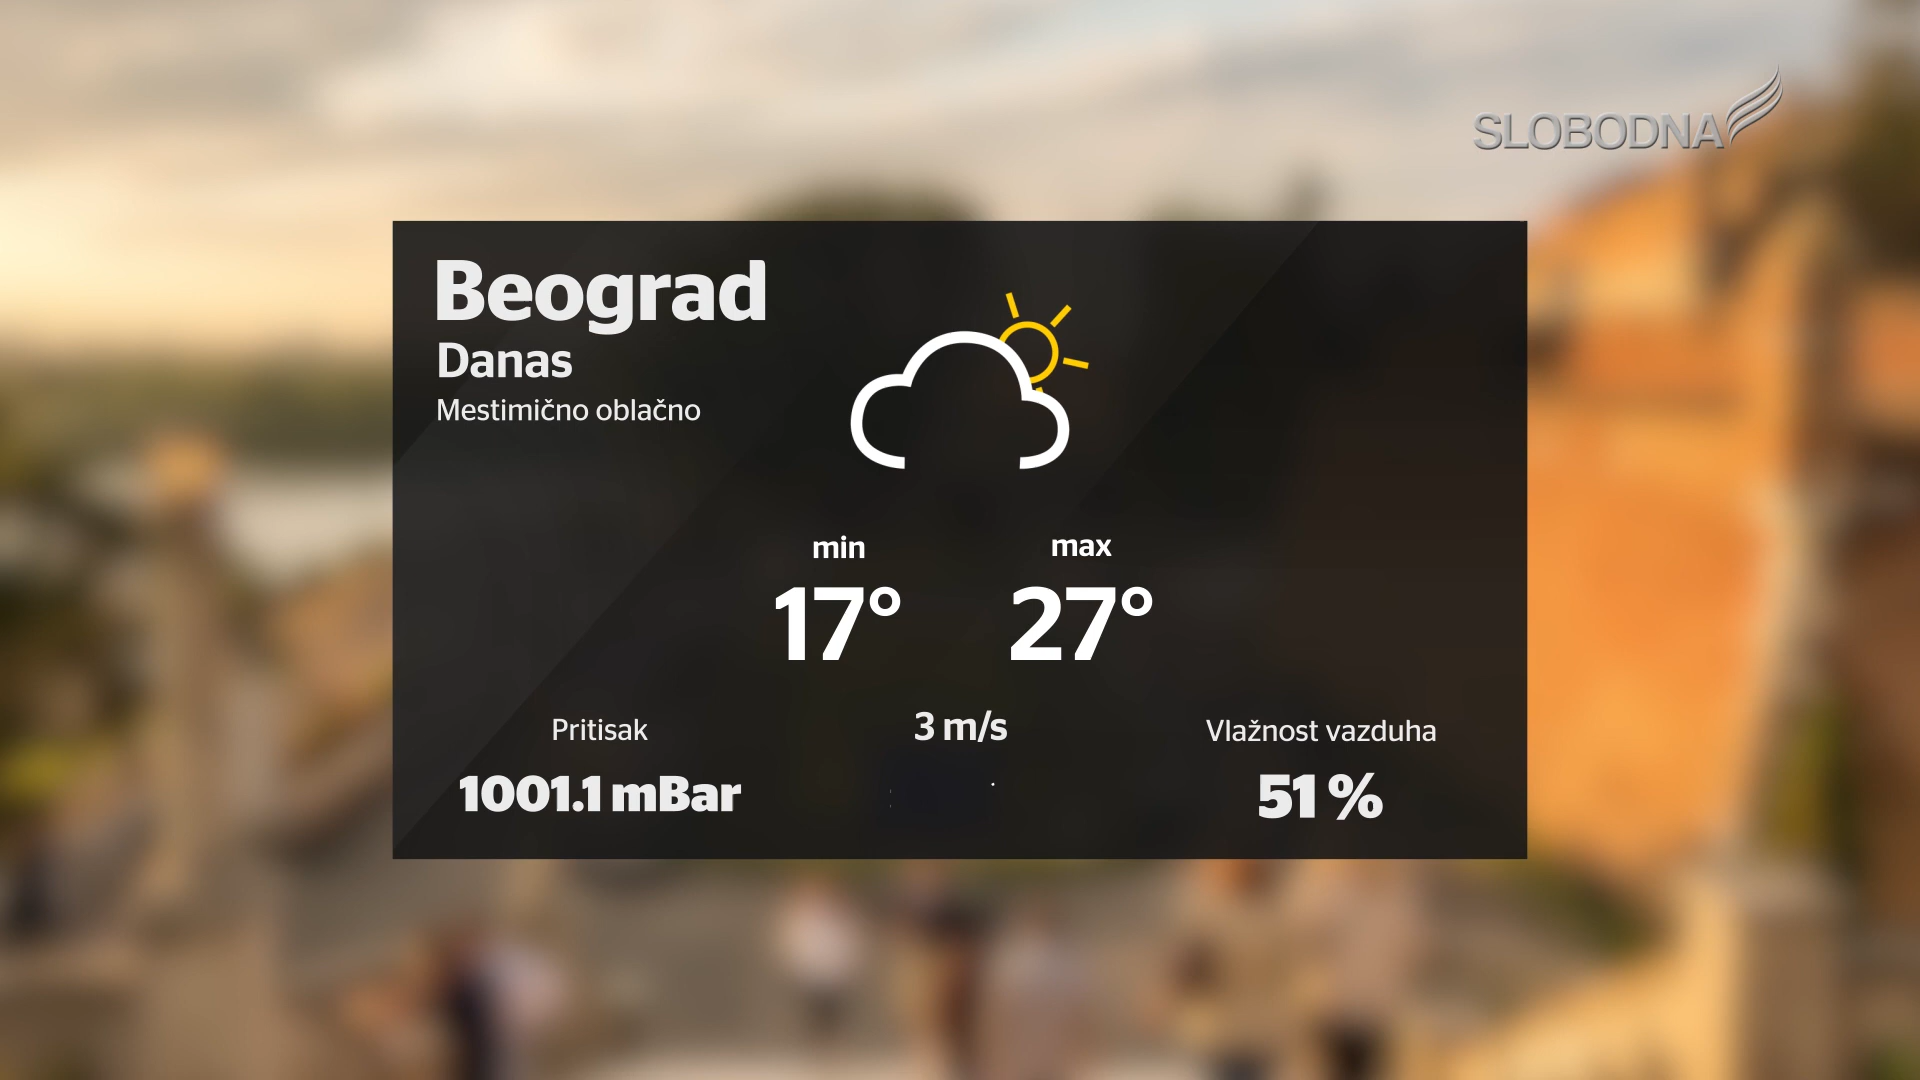 SLOBODNA
Beograd
Danas
Mestimično oblačno
min
max
17°
27°
Pritisak
3 m/s
Vlažnost vazduha
1001.1 mBar
51 %